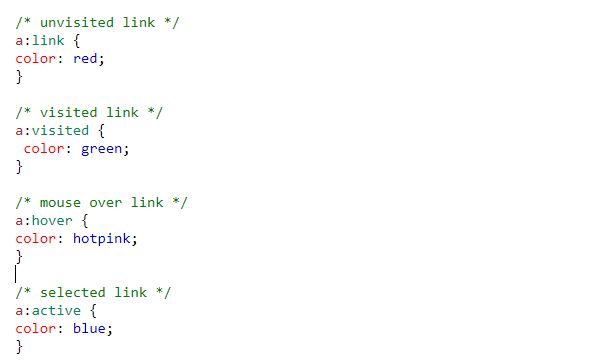 /* unvisited link */
a:link {
color: red;
}
/* visited link */
a:visited {
 color: green;
}
/* mouse over link */
a:hover {
color: hotpink;
}
/* selected link */
a:active {
color: blue;
}